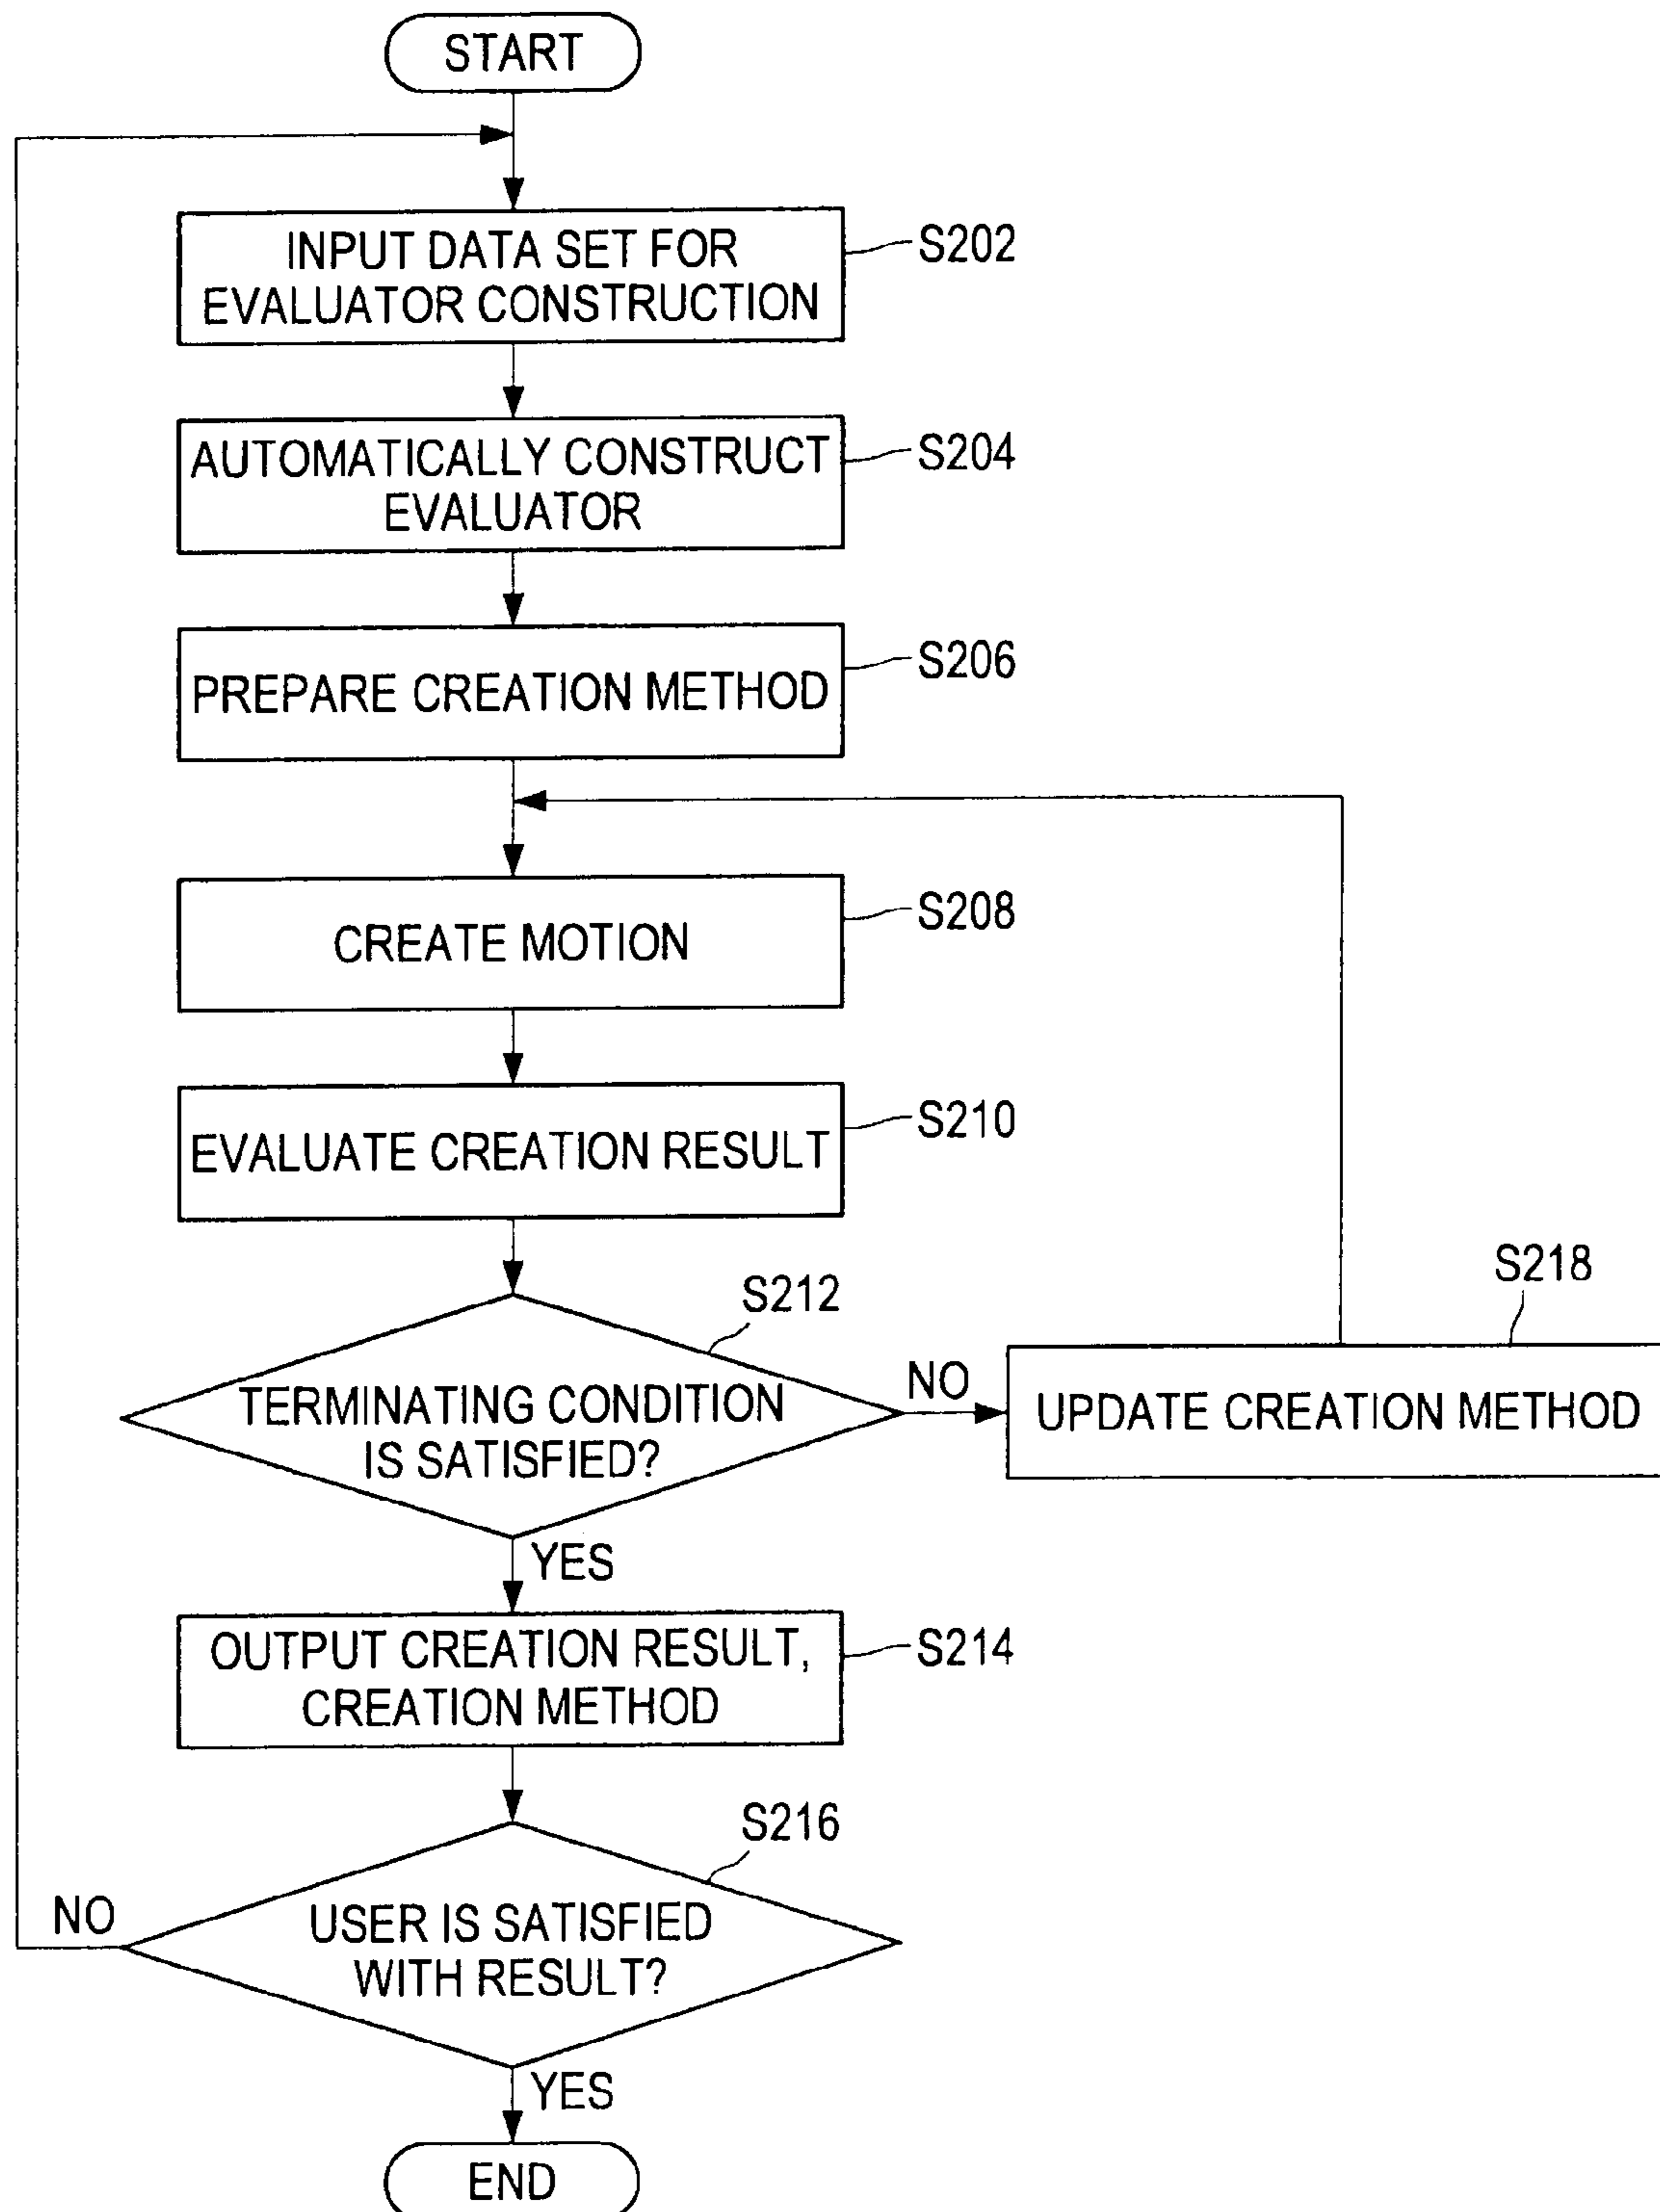 START
INPUT DATA SET FOR
EVALUATOR CONSTRUCTION
S202
AUTOMATICALLY CONSTRUCT
EVALUATOR
S204
PREPARE CREATION METHOD
S206
CREATE MOTION
S208
EVALUATE CREATION RESULT
S210
S212
TERMINATING CONDITION
IS SATISFIED?
NO
S218
UPDATE CREATION METHOD
YES
OUTPUT CREATION RESULT,
CREATION METHOD
S214
S216
USER IS SATISFIED
WITH RESULT?
NO
YES
END